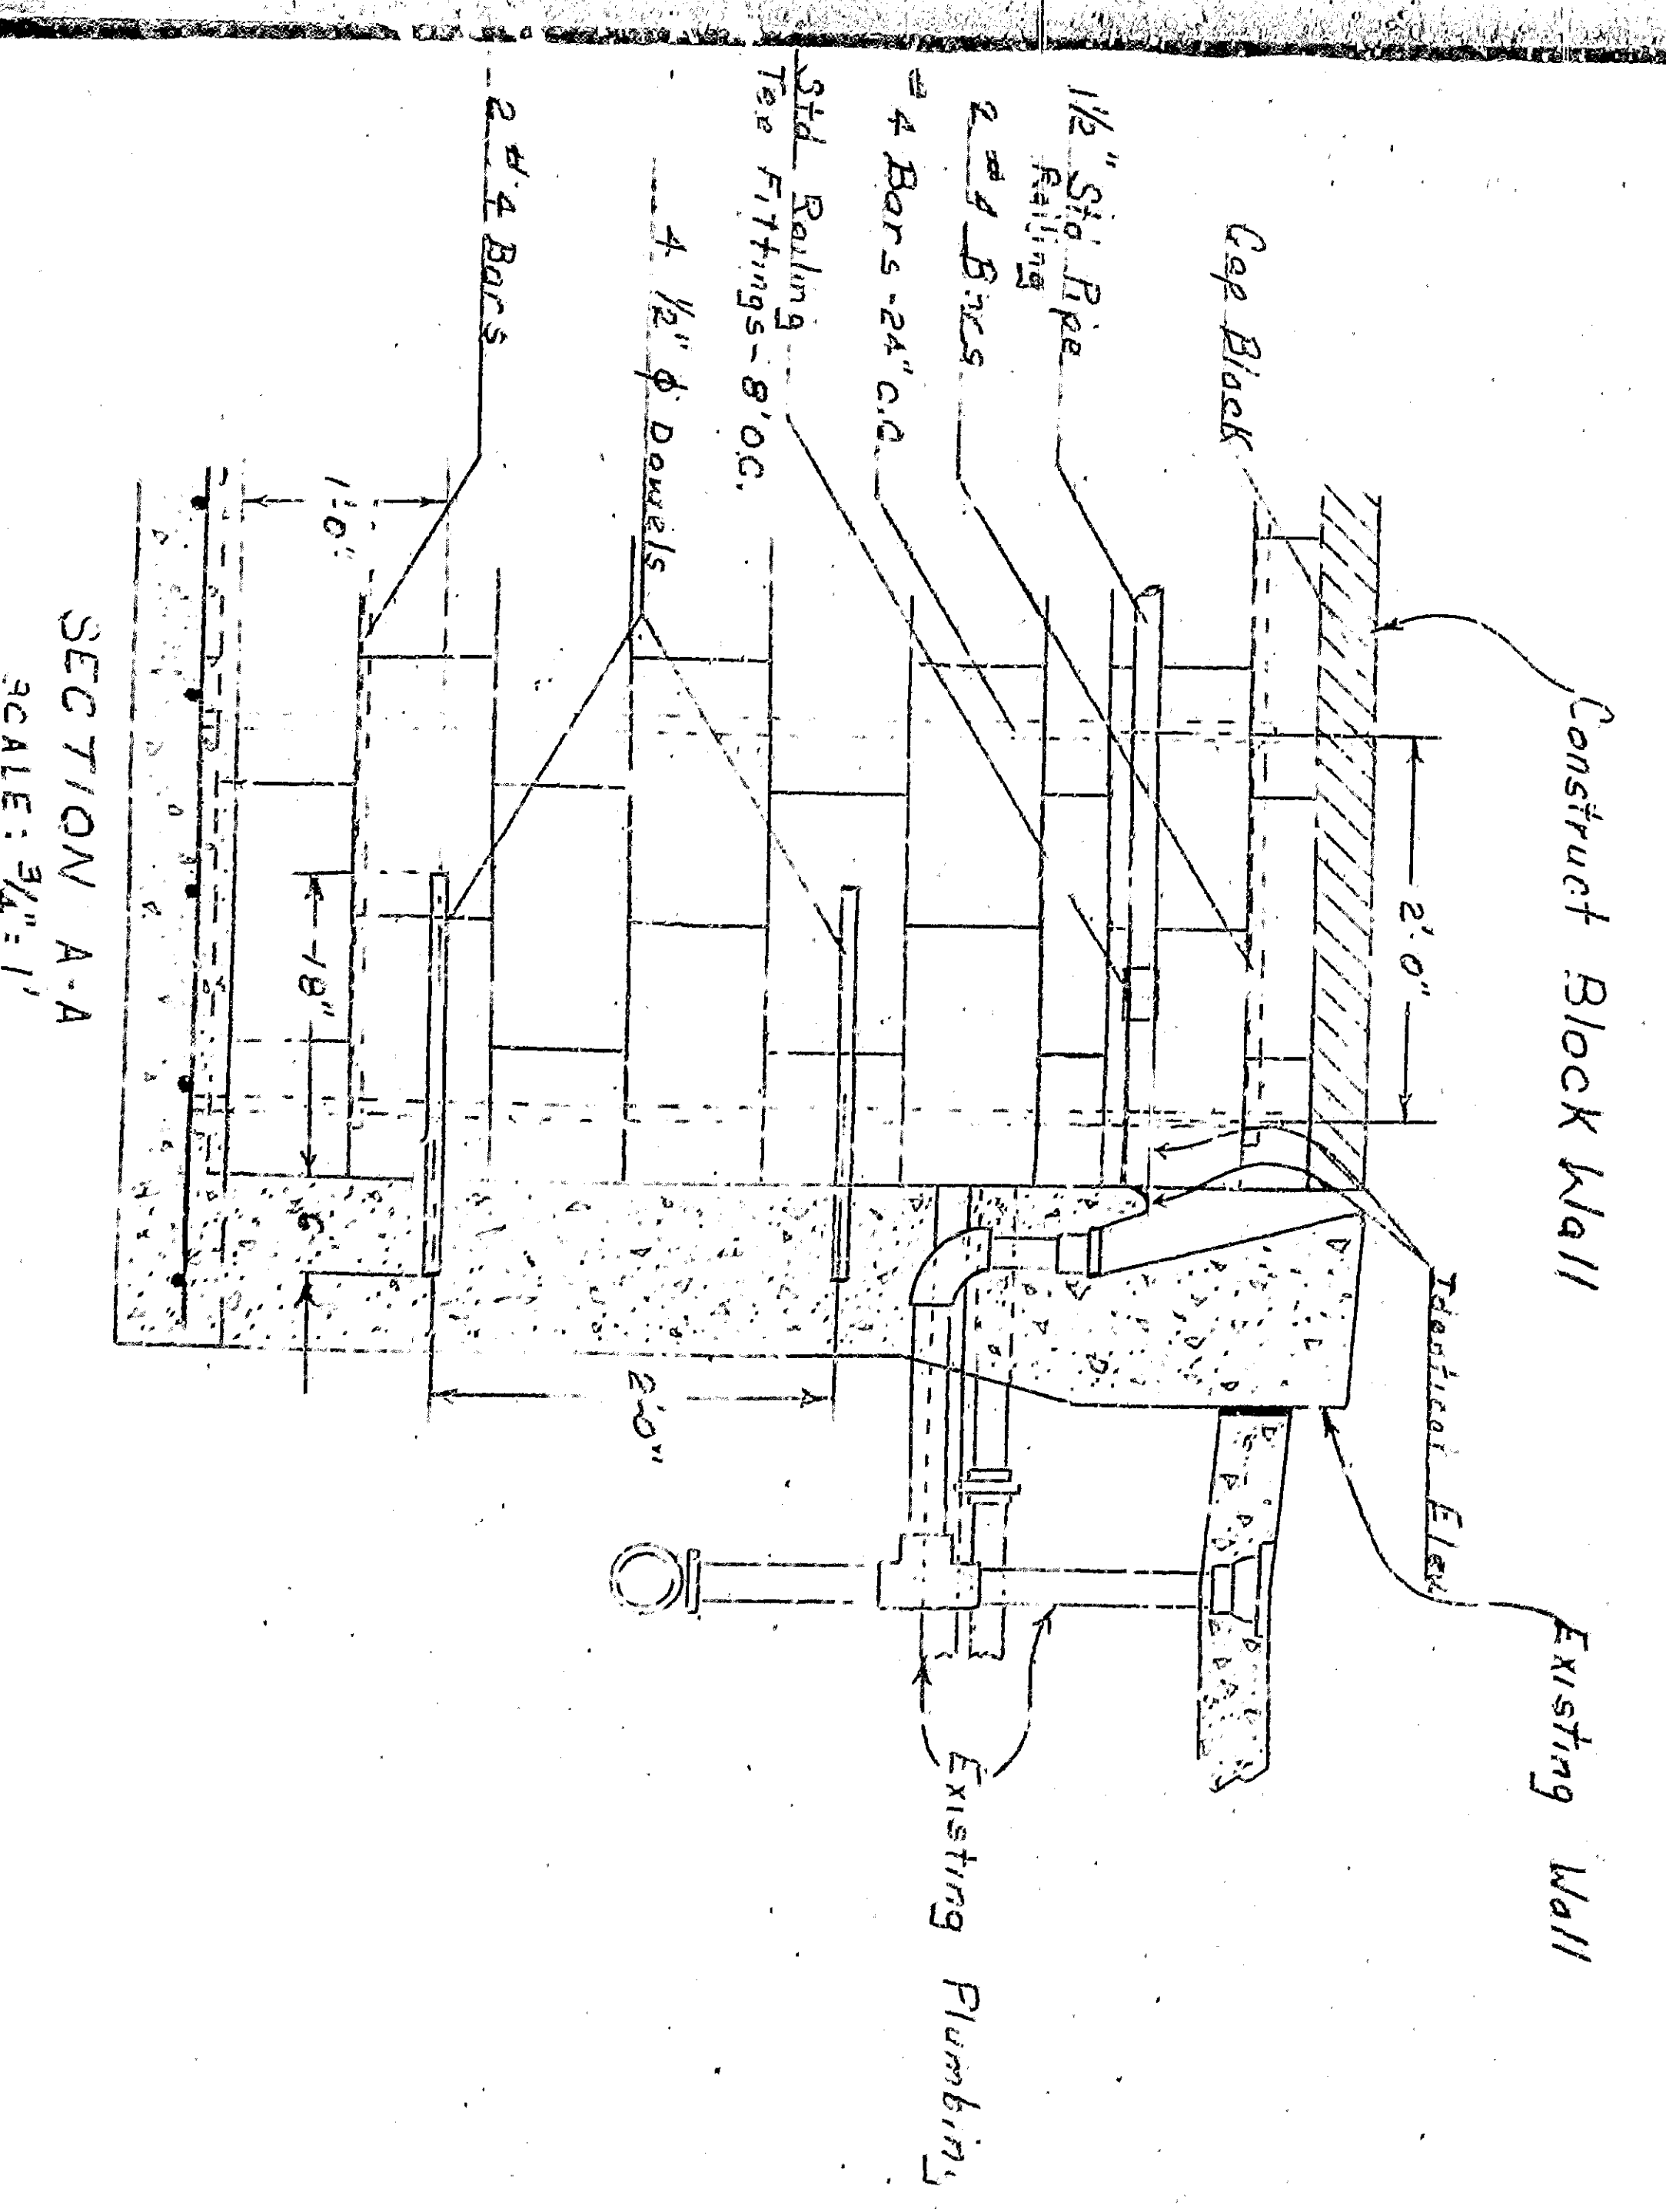 Construct Block Wall
Existing Wall
Identical Elev
2'-0"
Cap Block
1½" Std Pipe
Railing
2 #4 Bars
#4 Bars-24" C.C.
Std Railing
Tee Fittings-8' O.C.
4 ½" φ Dowels
2 #4 Bars
1'-0"
18"
6"
2'-0"
Existing Plumbing
SECTION A-A
SCALE: ¾"=1'